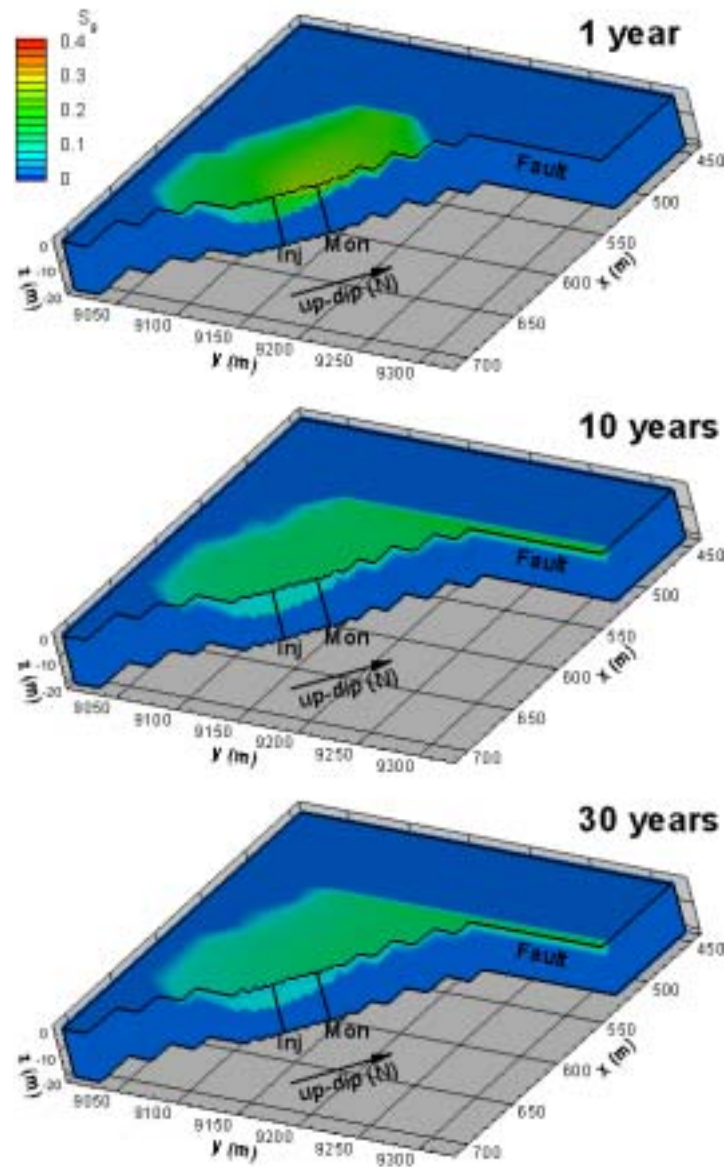 S_g
0.4
0.3
0.2
0.1
0
1 year
Fault
Inj
Mon
up-dip (N)
0
-10
-20
z (m)
9050
9100
9150
9200
9250
9300
y (m)
450
500
550
600
650
700
x (m)
10 years
Fault
Inj
Mon
up-dip (N)
0
-10
-20
z (m)
9050
9100
9150
9200
9250
9300
y (m)
450
500
550
600
650
700
x (m)
30 years
Fault
Inj
Mon
up-dip (N)
0
-10
-20
z (m)
9050
9100
9150
9200
9250
9300
y (m)
450
500
550
600
650
700
x (m)